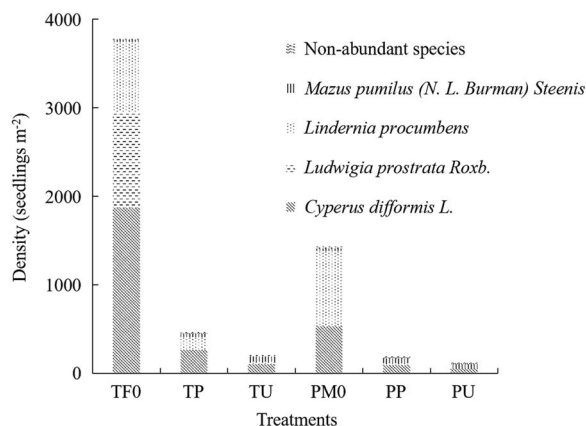 4000
3000
2000
1000
0
Density (seedlings m⁻²)
Non-abundant species
Mazus pumilus (N. L. Burman) Steenis
Lindernia procumbens
Ludwigia prostrata Roxb.
Cyperus difformis L.
TF0 TP TU PM0 PP PU
Treatments